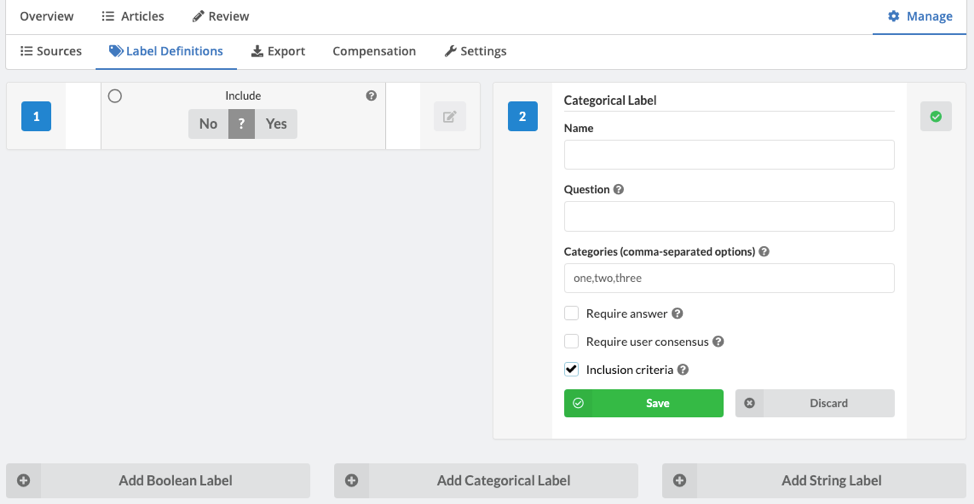 Overview Articles Review Manage
Sources Label Definitions Export Compensation Settings
1
Include
No ? Yes
2
Categorical Label
Name
Question
Categories (comma-separated options)
one,two,three
Require answer
Require user consensus
Inclusion criteria
Save Discard
Add Boolean Label Add Categorical Label Add String Label